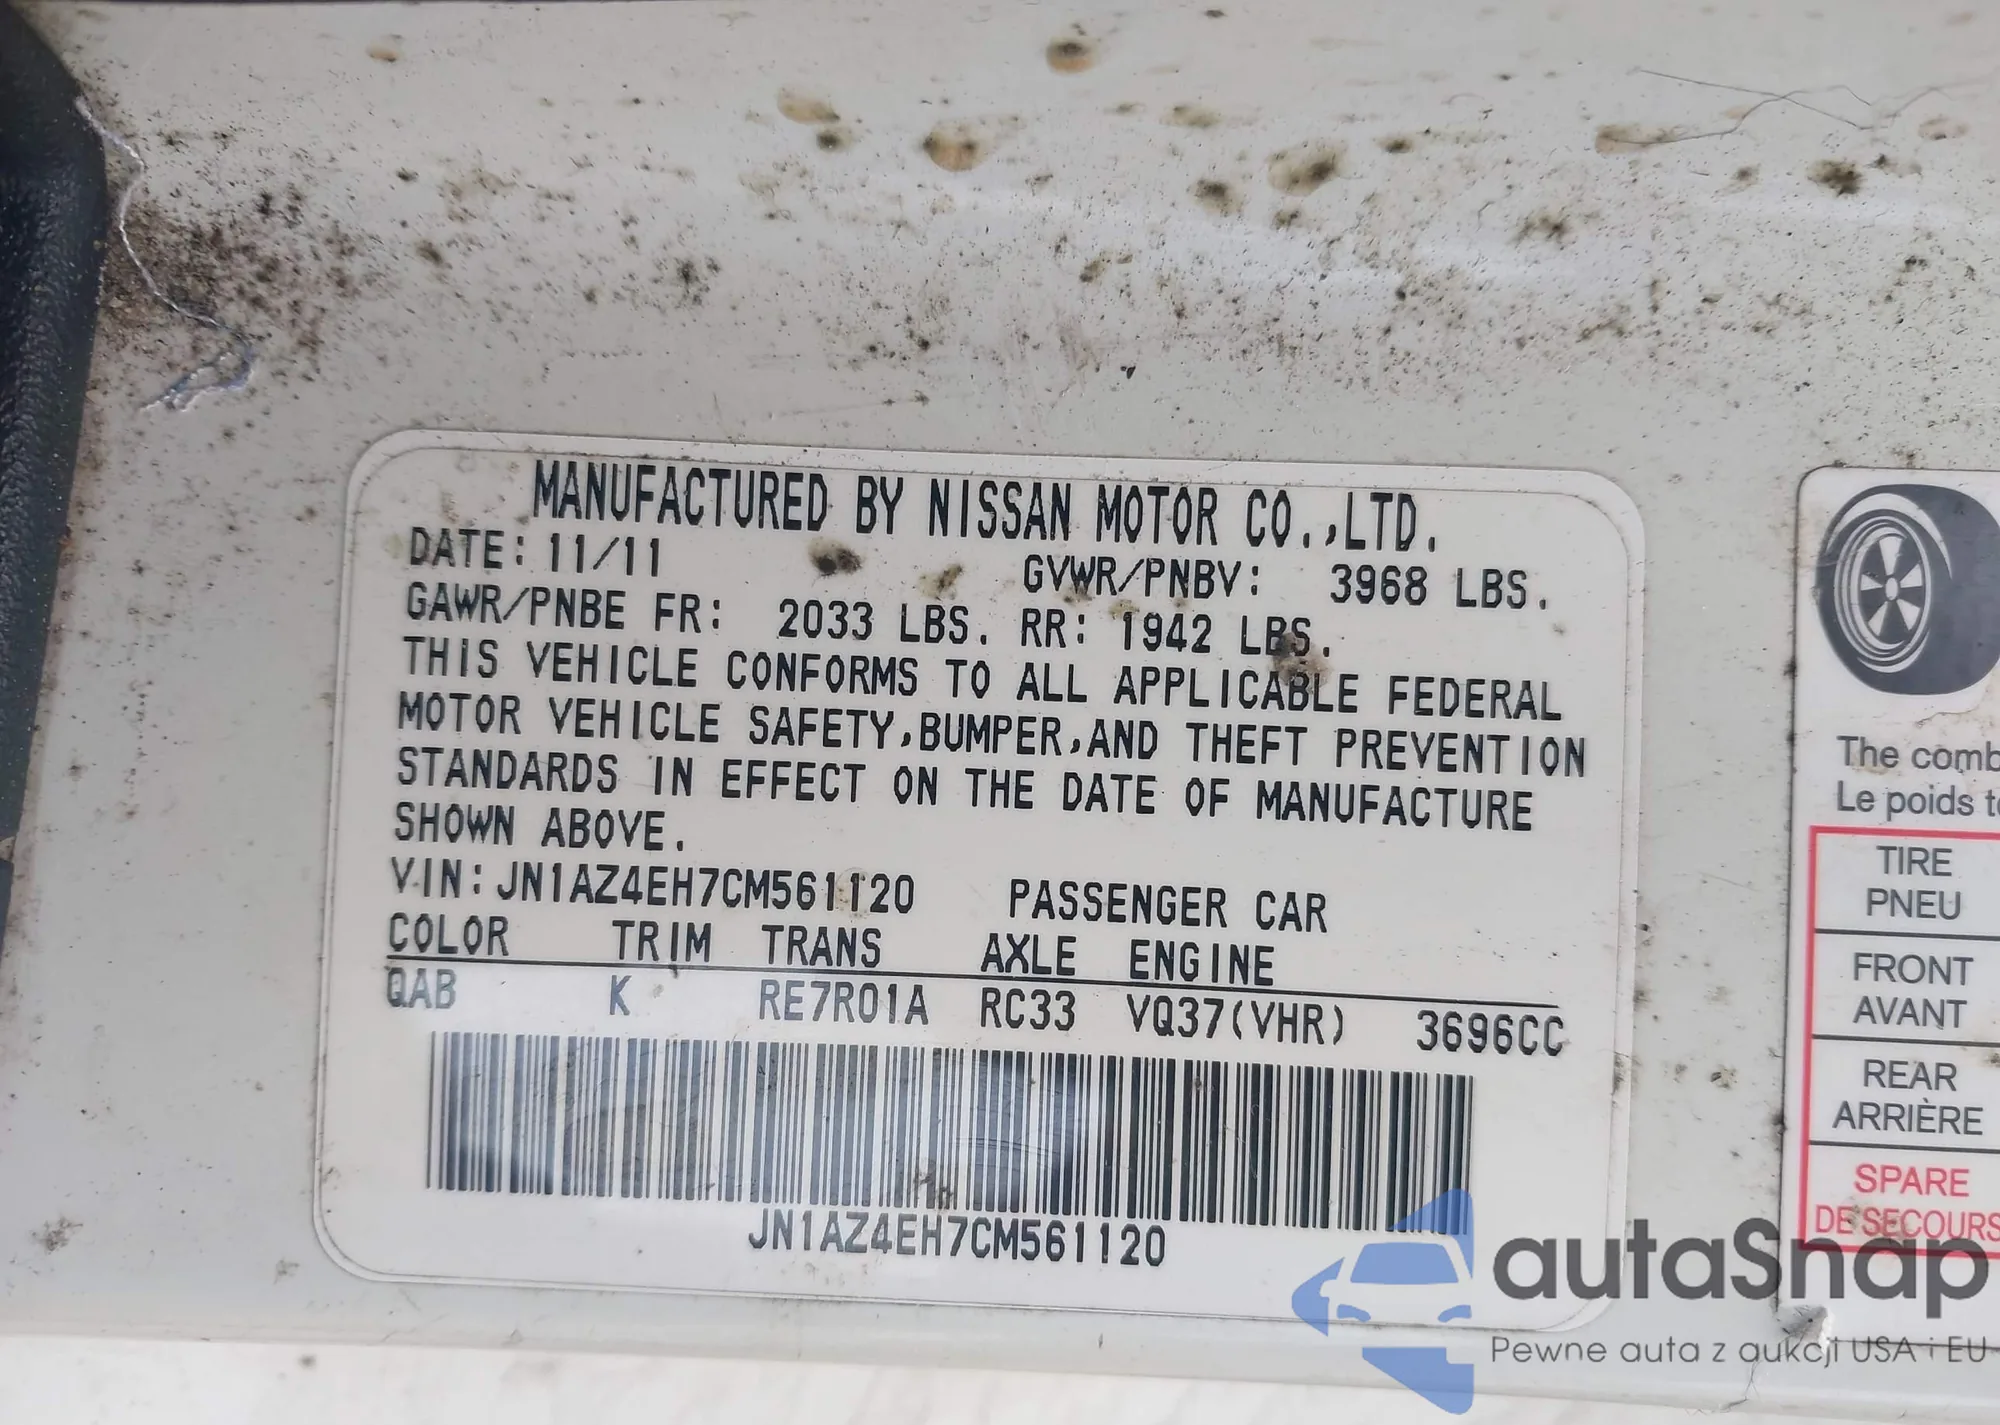 MANUFACTURED BY NISSAN MOTOR CO.,LTD.
DATE: 11/11 GVWR/PNBV: 3968 LBS.
GAWR/PNBE FR: 2033 LBS. RR: 1942 LBS.
THIS VEHICLE CONFORMS TO ALL APPLICABLE FEDERAL
MOTOR VEHICLE SAFETY,BUMPER,AND THEFT PREVENTION
STANDARDS IN EFFECT ON THE DATE OF MANUFACTURE
SHOWN ABOVE.
VIN: JN1AZ4EH7CM561120 PASSENGER CAR
COLOR TRIM TRANS AXLE ENGINE
QAB K RE7R01A RC33 VQ37(VHR) 3696CC
JN1AZ4EH7CM561120
The comb
Le poids t
TIRE
PNEU
FRONT
AVANT
REAR
ARRIÈRE
SPARE
DE SECOURS
autaSnap
Pewne auta z aukcji USA i EU